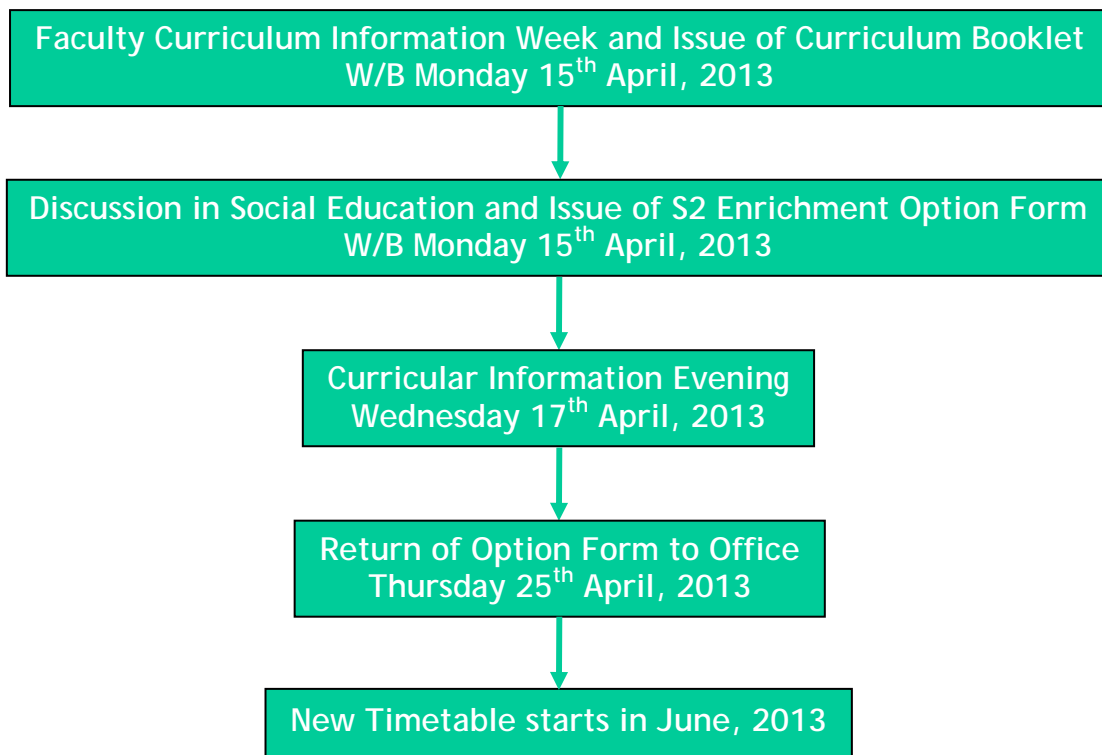 Faculty Curriculum Information Week and Issue of Curriculum Booklet
W/B Monday 15th April, 2013
Discussion in Social Education and Issue of S2 Enrichment Option Form
W/B Monday 15th April, 2013
Curricular Information Evening
Wednesday 17th April, 2013
Return of Option Form to Office
Thursday 25th April, 2013
New Timetable starts in June, 2013